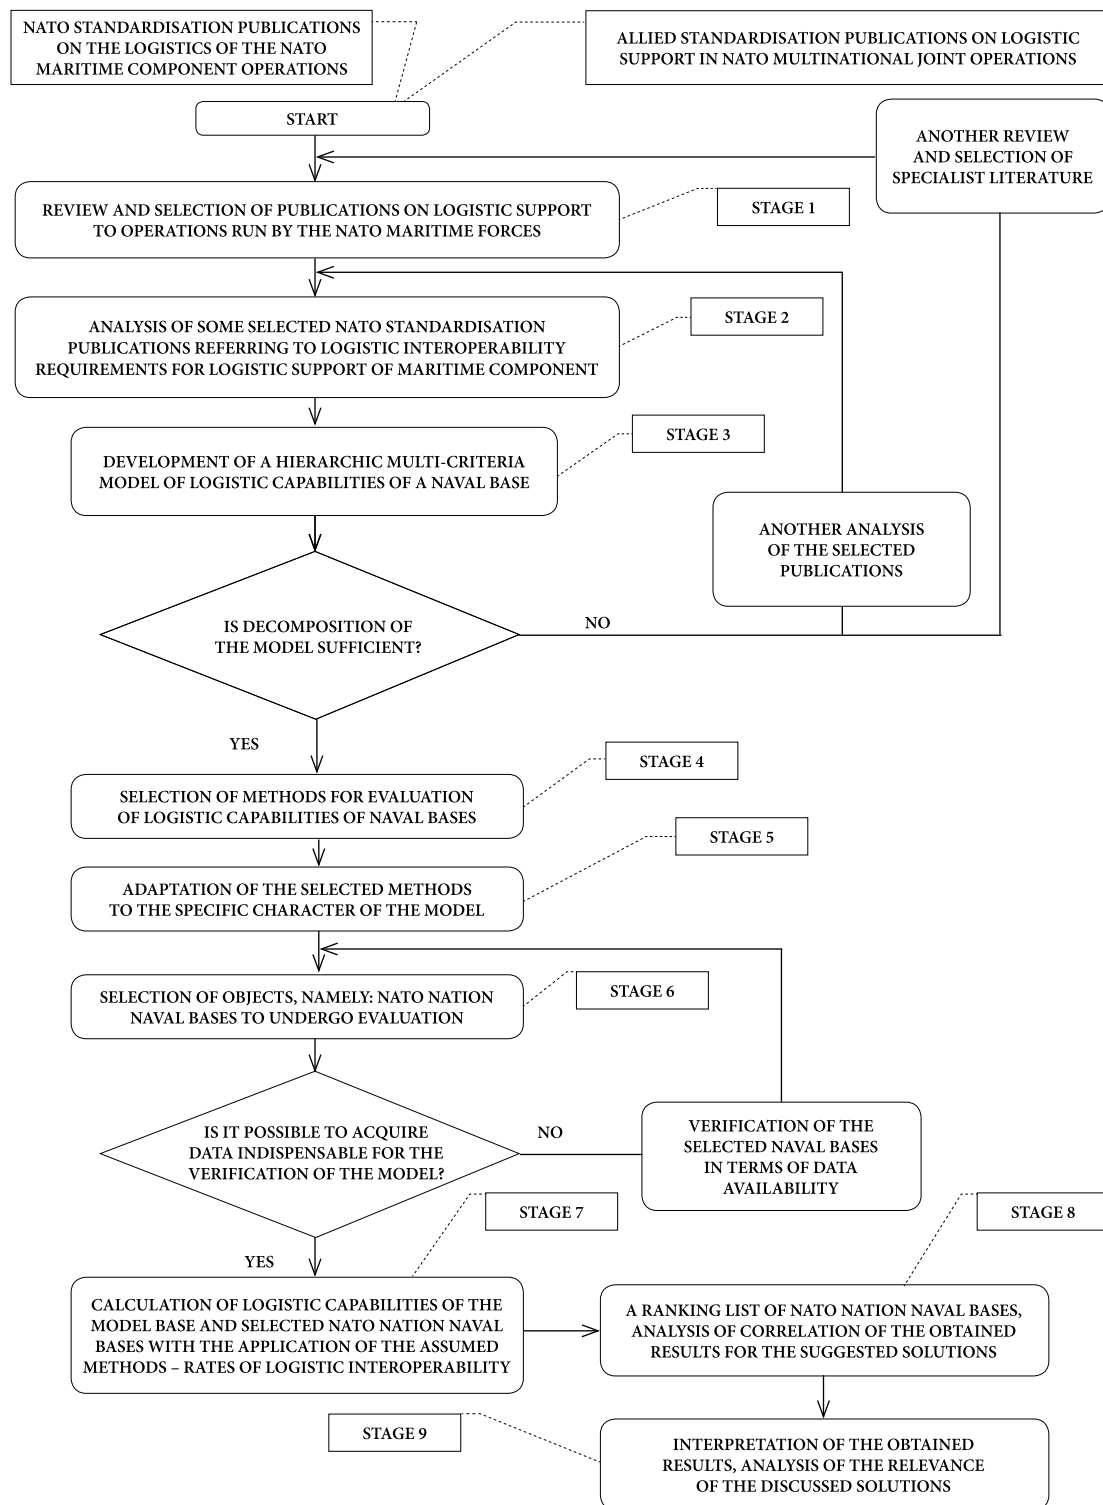 NATO STANDARDISATION PUBLICATIONS
ON THE LOGISTICS OF THE NATO
MARITIME COMPONENT OPERATIONS
ALLIED STANDARDISATION PUBLICATIONS ON LOGISTIC
SUPPORT IN NATO MULTINATIONAL JOINT OPERATIONS
START
ANOTHER REVIEW
AND SELECTION OF
SPECIALIST LITERATURE
REVIEW AND SELECTION OF PUBLICATIONS ON LOGISTIC SUPPORT
TO OPERATIONS RUN BY THE NATO MARITIME FORCES
STAGE 1
ANALYSIS OF SOME SELECTED NATO STANDARDISATION
PUBLICATIONS REFERRING TO LOGISTIC INTEROPERABILITY
REQUIREMENTS FOR LOGISTIC SUPPORT OF MARITIME COMPONENT
STAGE 2
STAGE 3
DEVELOPMENT OF A HIERARCHIC MULTI-CRITERIA
MODEL OF LOGISTIC CAPABILITIES OF A NAVAL BASE
ANOTHER ANALYSIS
OF THE SELECTED
PUBLICATIONS
IS DECOMPOSITION OF
THE MODEL SUFFICIENT?
NO
YES
STAGE 4
SELECTION OF METHODS FOR EVALUATION
OF LOGISTIC CAPABILITIES OF NAVAL BASES
STAGE 5
ADAPTATION OF THE SELECTED METHODS
TO THE SPECIFIC CHARACTER OF THE MODEL
SELECTION OF OBJECTS, NAMELY: NATO NATION
NAVAL BASES TO UNDERGO EVALUATION
STAGE 6
IS IT POSSIBLE TO ACQUIRE
DATA INDISPENSABLE FOR THE
VERIFICATION OF THE MODEL?
NO
VERIFICATION OF THE
SELECTED NAVAL BASES
IN TERMS OF DATA
AVAILABILITY
STAGE 7
STAGE 8
YES
CALCULATION OF LOGISTIC CAPABILITIES OF THE
MODEL BASE AND SELECTED NATO NATION NAVAL
BASES WITH THE APPLICATION OF THE ASSUMED
METHODS – RATES OF LOGISTIC INTEROPERABILITY
A RANKING LIST OF NATO NATION NAVAL BASES,
ANALYSIS OF CORRELATION OF THE OBTAINED
RESULTS FOR THE SUGGESTED SOLUTIONS
STAGE 9
INTERPRETATION OF THE OBTAINED
RESULTS, ANALYSIS OF THE RELEVANCE
OF THE DISCUSSED SOLUTIONS